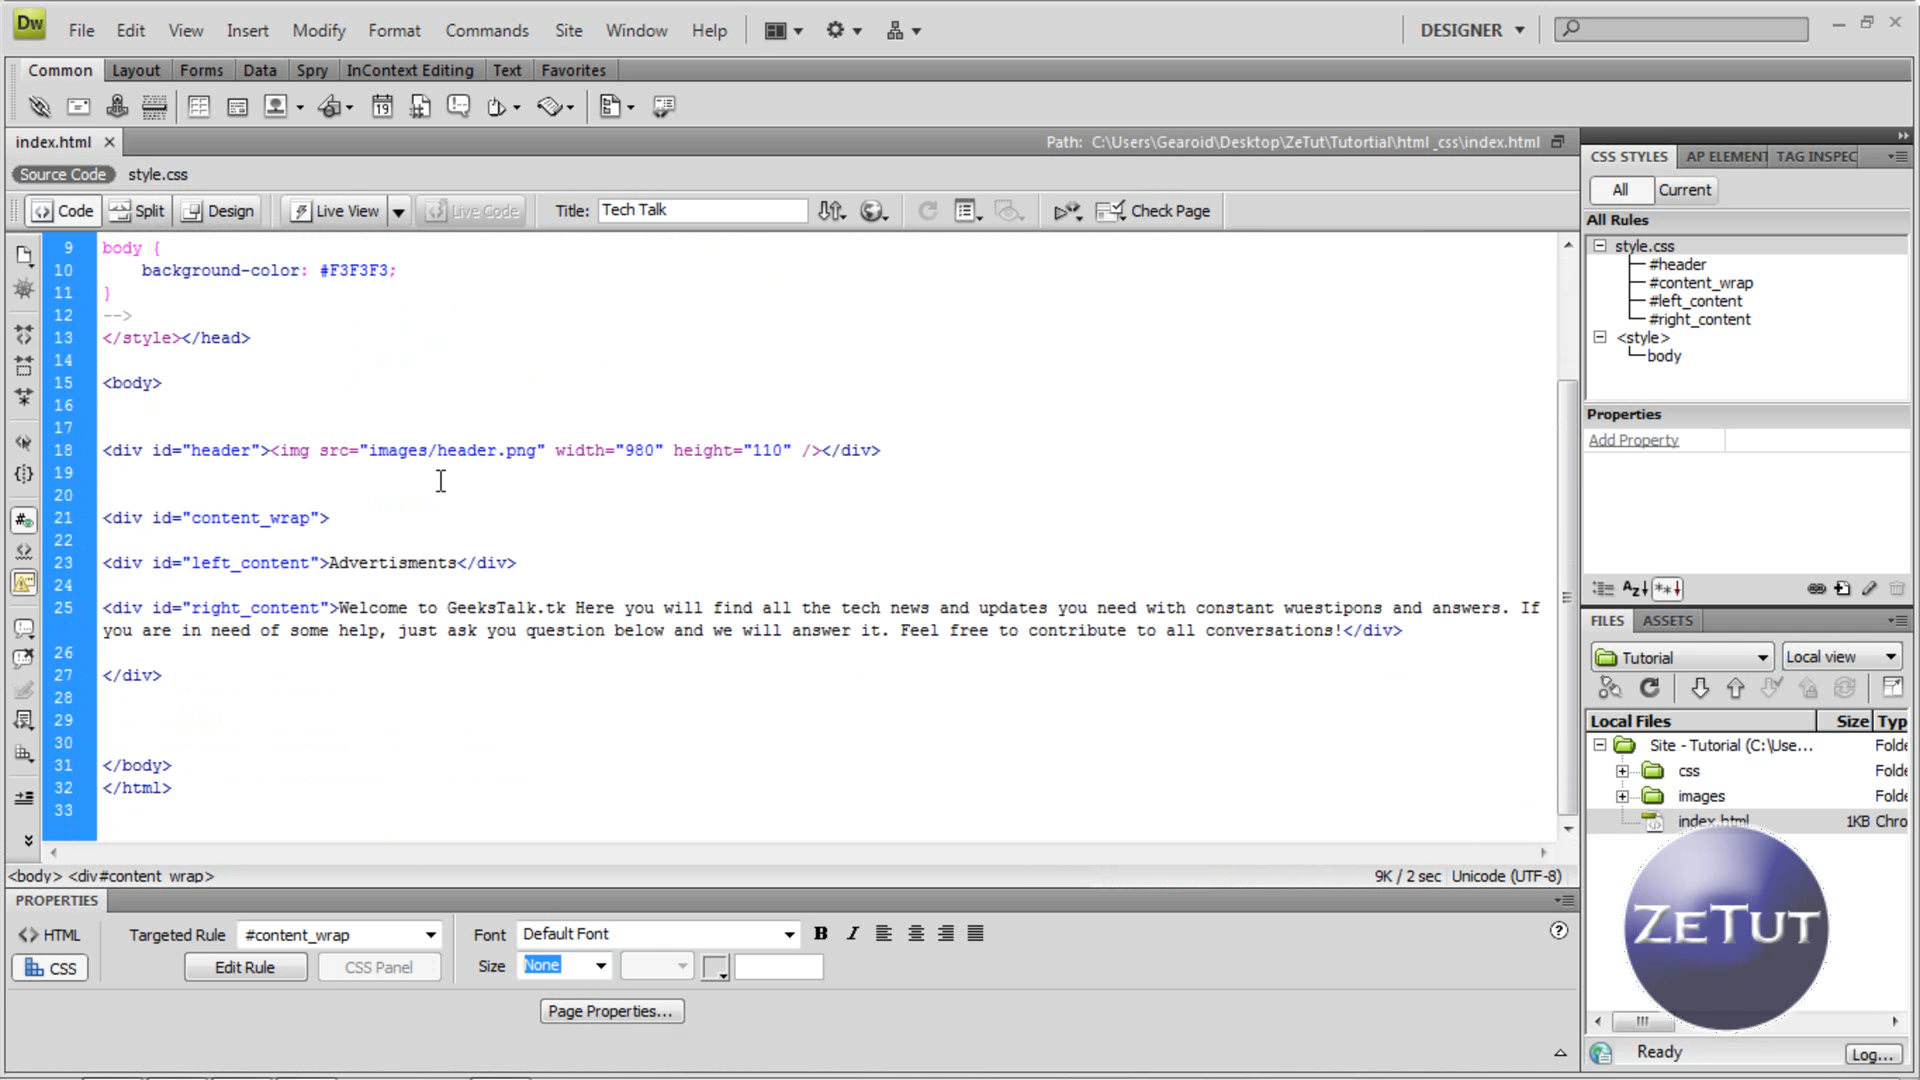 Dw File Edit View Insert Modify Format Commands Site Window Help DESIGNER
Common Layout Forms Data Spry InContext Editing Text Favorites
19
index.html Path: C:\Users\Gearoid\Desktop\ZeTut\Tutortial\html _css\index.html
Source Code style.css
Code Split Design Live View Live Code Title: Tech Talk Check Page
9 body {
10 background-color: #F3F3F3;
11 }
12 -->
13 </style></head>
14
15 <body>
16
17
18 <div id="header"><img src="images/header.png" width="980" height="110" /></div>
19
20
21 <div id="content_wrap">
22
23 <div id="left_content">Advertisments</div>
24
25 <div id="right_content">Welcome to GeeksTalk.tk Here you will find all the tech news and updates you need with constant wuestipons and answers. If
you are in need of some help, just ask you question below and we will answer it. Feel free to contribute to all conversations!</div>
26
27 </div>
28
29
30
31 </body>
32 </html>
33
<body> <div#content_wrap> 9K / 2 sec Unicode (UTF-8)
PROPERTIES
<> HTML Targeted Rule #content_wrap Font Default Font B I
CSS Edit Rule CSS Panel Size None
Page Properties...
CSS STYLES AP ELEMENT TAG INSPEC
All Current
All Rules
style.css
#header
#content_wrap
#left_content
#right_content
<style>
body
Properties
Add Property
FILES ASSETS
Tutorial Local view
Local Files Size Typ
Site - Tutorial (C:\Use... Folde
css Folde
images Folde
index.html 1KB Chro
ZeTuT
Ready Log...